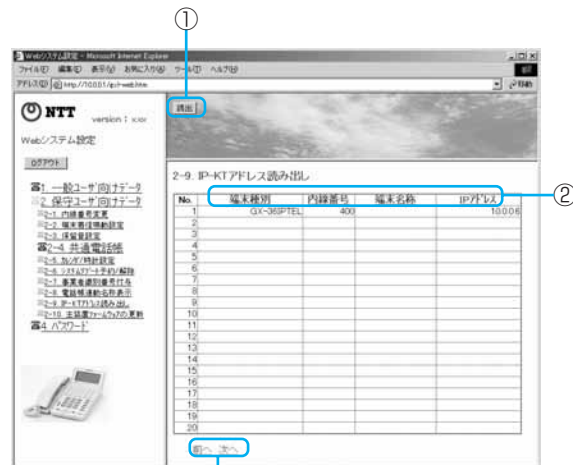 ①
Webシステム設定 - Microsoft Internet Explorer
ファイル(F) 編集(E) 表示(V) お気に入り(A) ツール(T) ヘルプ(H)
アドレス(D) http://10.0.0.1/ip/r-web.htm 移動
NTT
version : x.xx
読出
Webシステム設定
ログアウト
2-9. IP-KTアドレス読み出し
②
1. 一般ユーザ向けデータ
2. 保守ユーザ向けデータ
2-1. 内線番号変更
2-2. 端末着信鳴動設定
2-3. 保留音設定
2-4. 共通電話帳
2-5. カレンダ/時計設定
2-6. システムアップデート予約/解除
2-7. 事業者識別番号付与
2-8. 電話帳連動名称表示
2-9. IP-KTアドレス読み出し
2-10. 主装置ファームウェアの更新
4. パスワード
No. 端末種別 内線番号 端末名称 IPアドレス
1 GX-36IPTEL 400 10.0.0.6
2
3
4
5
6
7
8
9
10
11
12
13
14
15
16
17
18
19
20
前へ 次へ